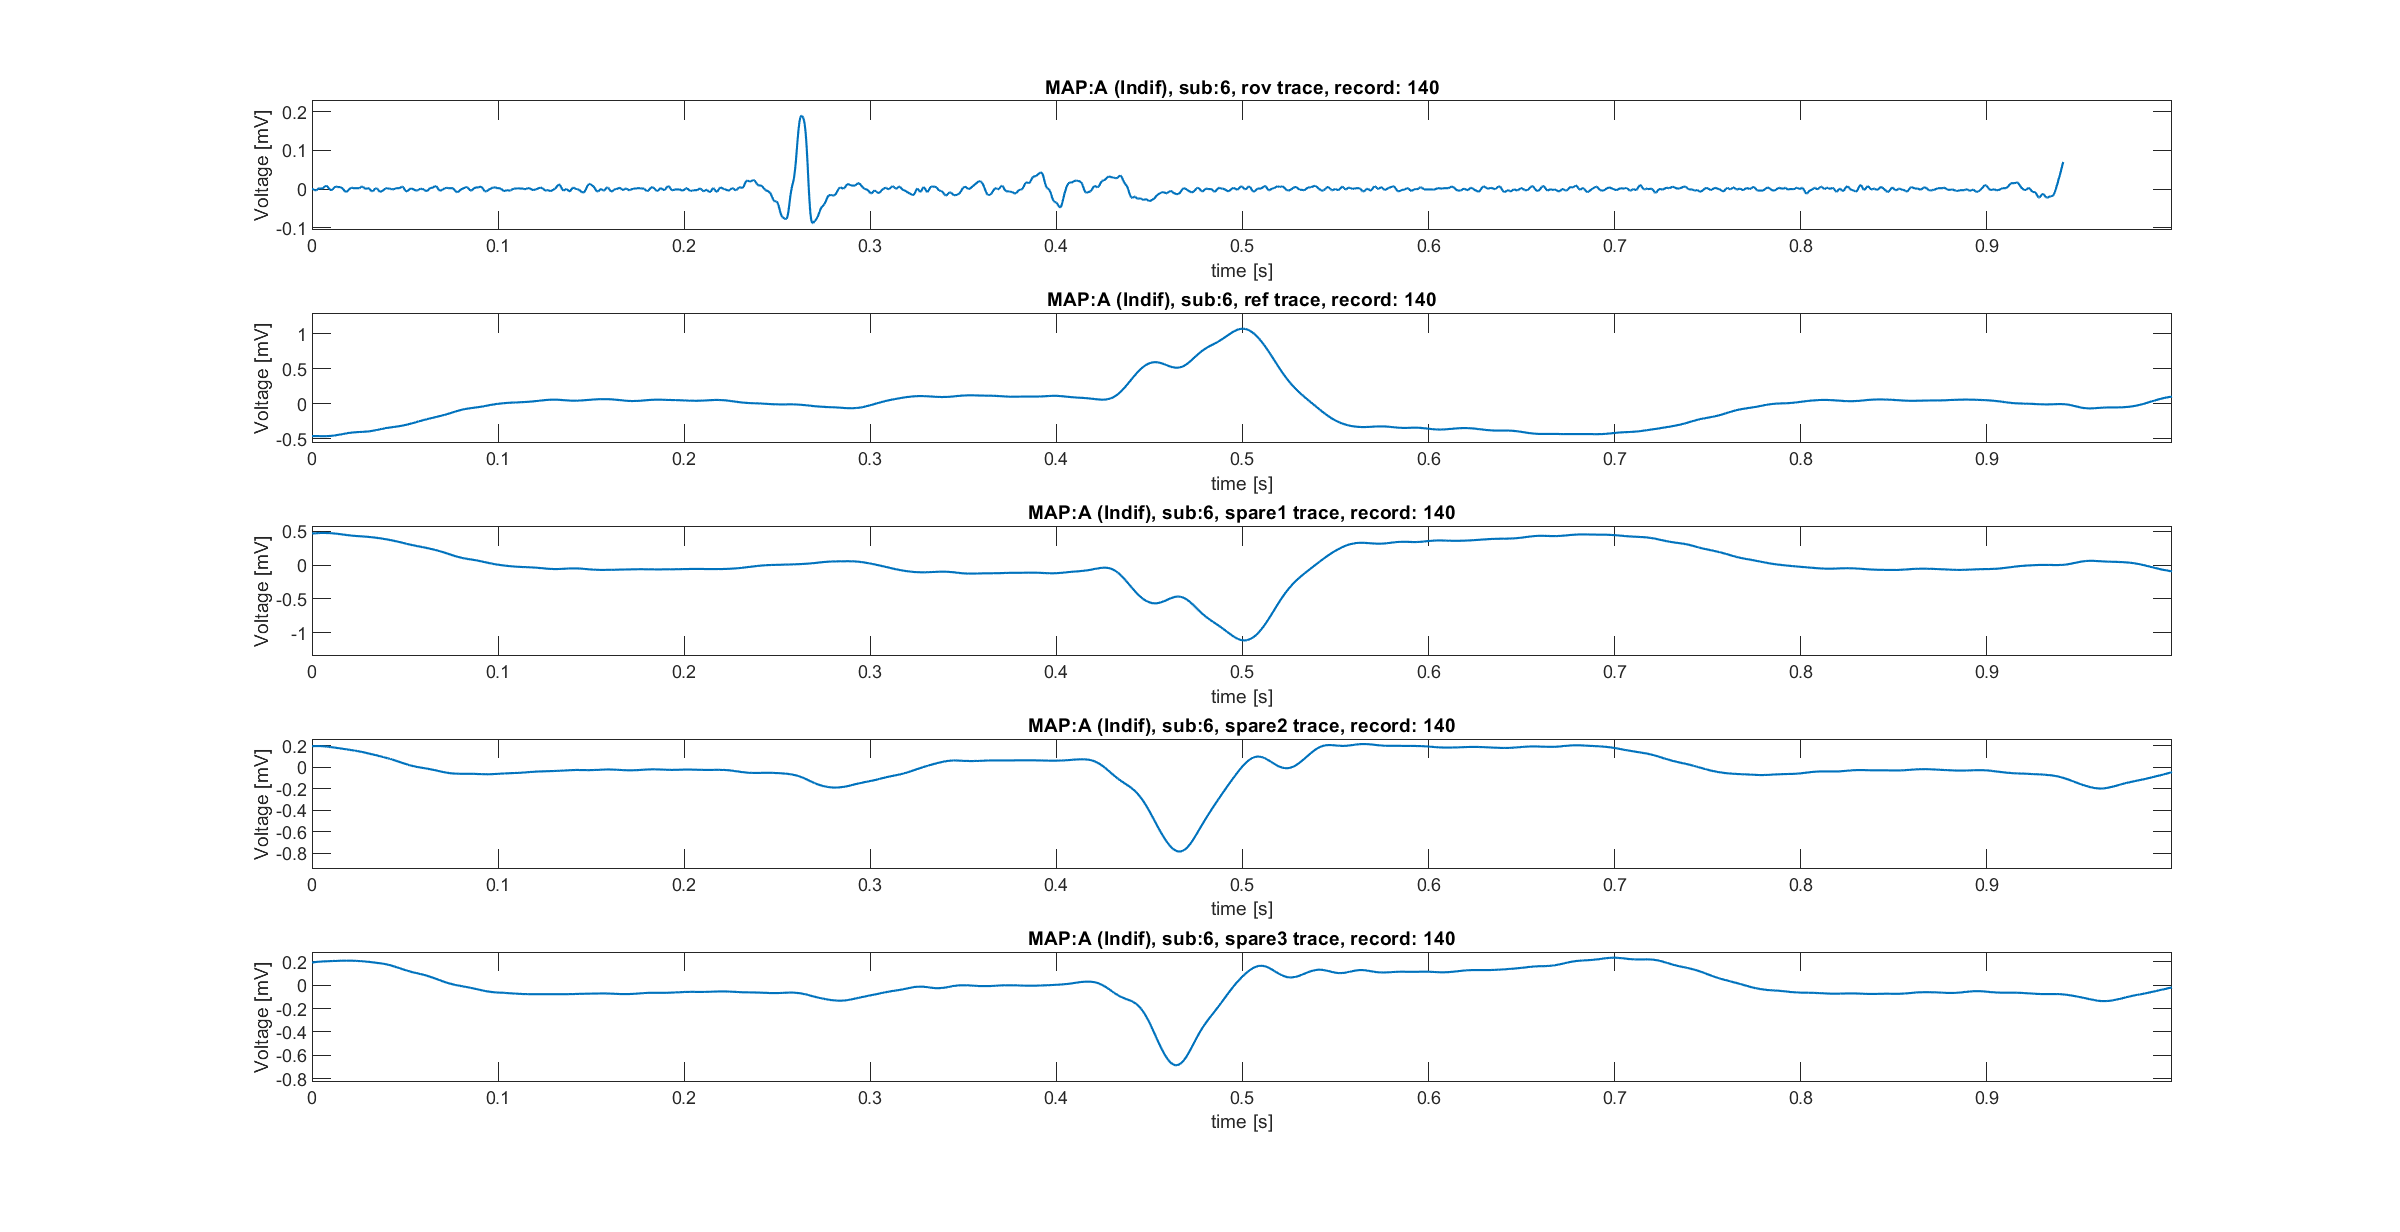 MAP:A (Indif), sub:6, rov trace, record: 140
Voltage [mV]
0.2
0.1
0
-0.1
0 0.1 0.2 0.3 0.4 0.5 0.6 0.7 0.8 0.9
time [s]
MAP:A (Indif), sub:6, ref trace, record: 140
Voltage [mV]
1
0.5
0
-0.5
0 0.1 0.2 0.3 0.4 0.5 0.6 0.7 0.8 0.9
time [s]
MAP:A (Indif), sub:6, spare1 trace, record: 140
Voltage [mV]
0.5
0
-0.5
-1
0 0.1 0.2 0.3 0.4 0.5 0.6 0.7 0.8 0.9
time [s]
MAP:A (Indif), sub:6, spare2 trace, record: 140
Voltage [mV]
0.2
0
-0.2
-0.4
-0.6
-0.8
0 0.1 0.2 0.3 0.4 0.5 0.6 0.7 0.8 0.9
time [s]
MAP:A (Indif), sub:6, spare3 trace, record: 140
Voltage [mV]
0.2
0
-0.2
-0.4
-0.6
-0.8
0 0.1 0.2 0.3 0.4 0.5 0.6 0.7 0.8 0.9
time [s]